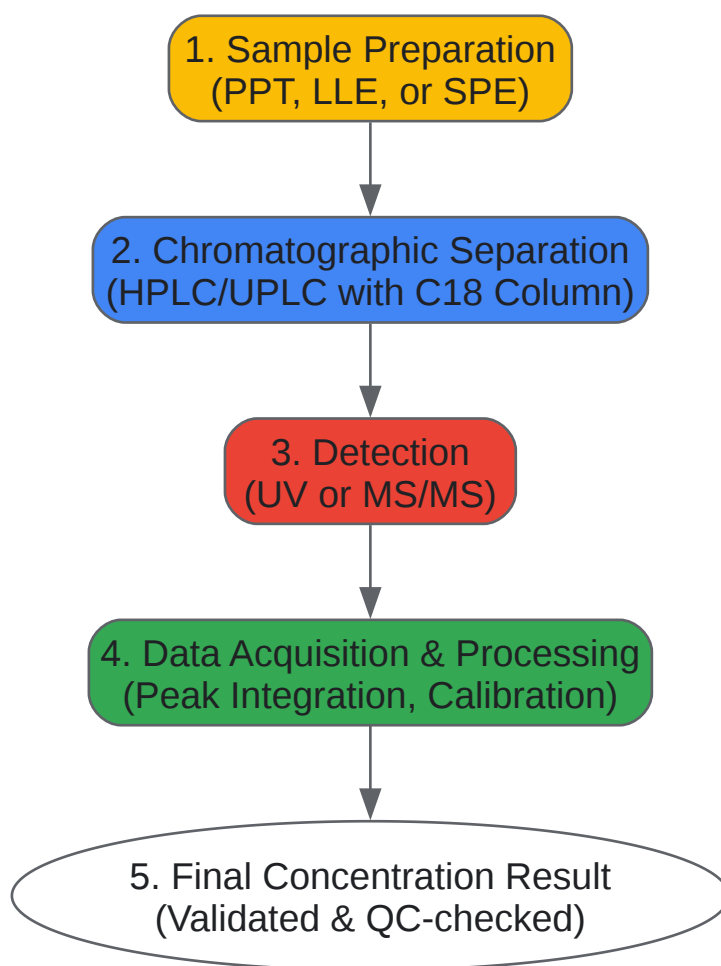 1. Sample Preparation
(PPT, LLE, or SPE)
2. Chromatographic Separation
(HPLC/UPLC with C18 Column)
3. Detection
(UV or MS/MS)
4. Data Acquisition & Processing
(Peak Integration, Calibration)
5. Final Concentration Result
(Validated & QC-checked)